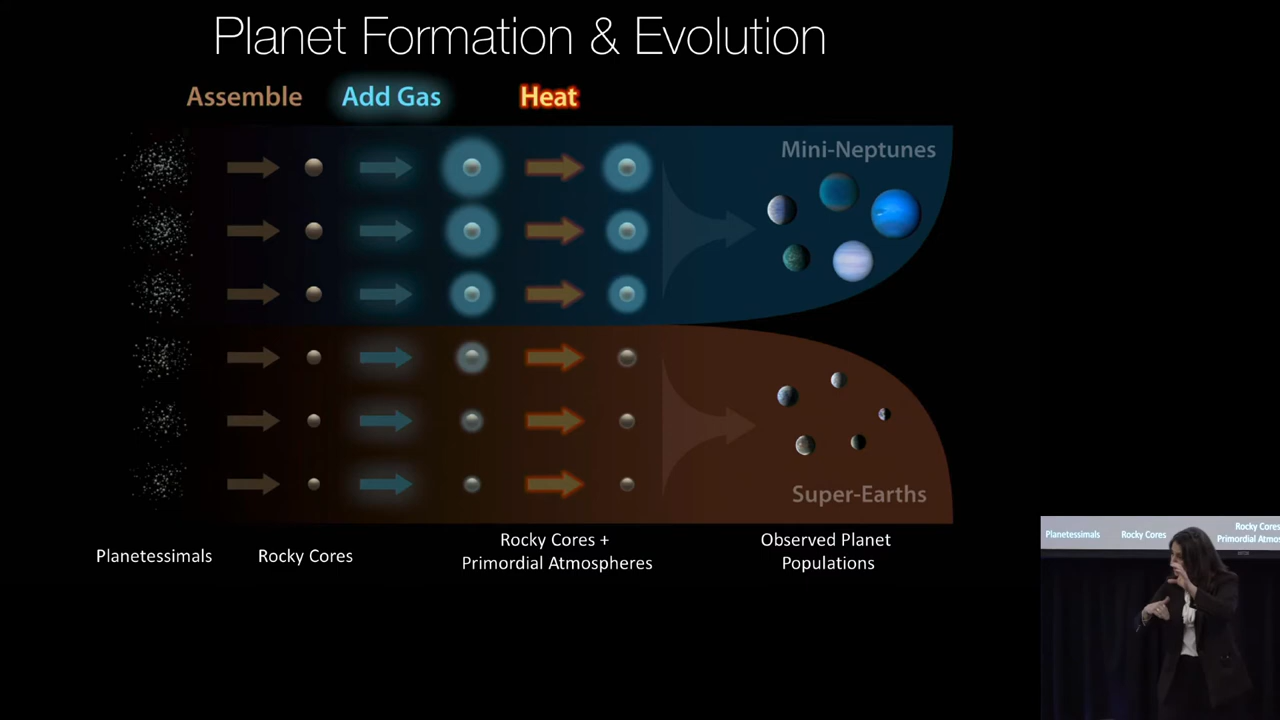 Planet Formation & Evolution
Assemble
Add Gas
Heat
Mini-Neptunes
Super-Earths
Planetessimals
Rocky Cores
Rocky Cores +
Primordial Atmospheres
Observed Planet
Populations
Planetessimals
Rocky Cores
Rocky Cores
Primordial Atmos